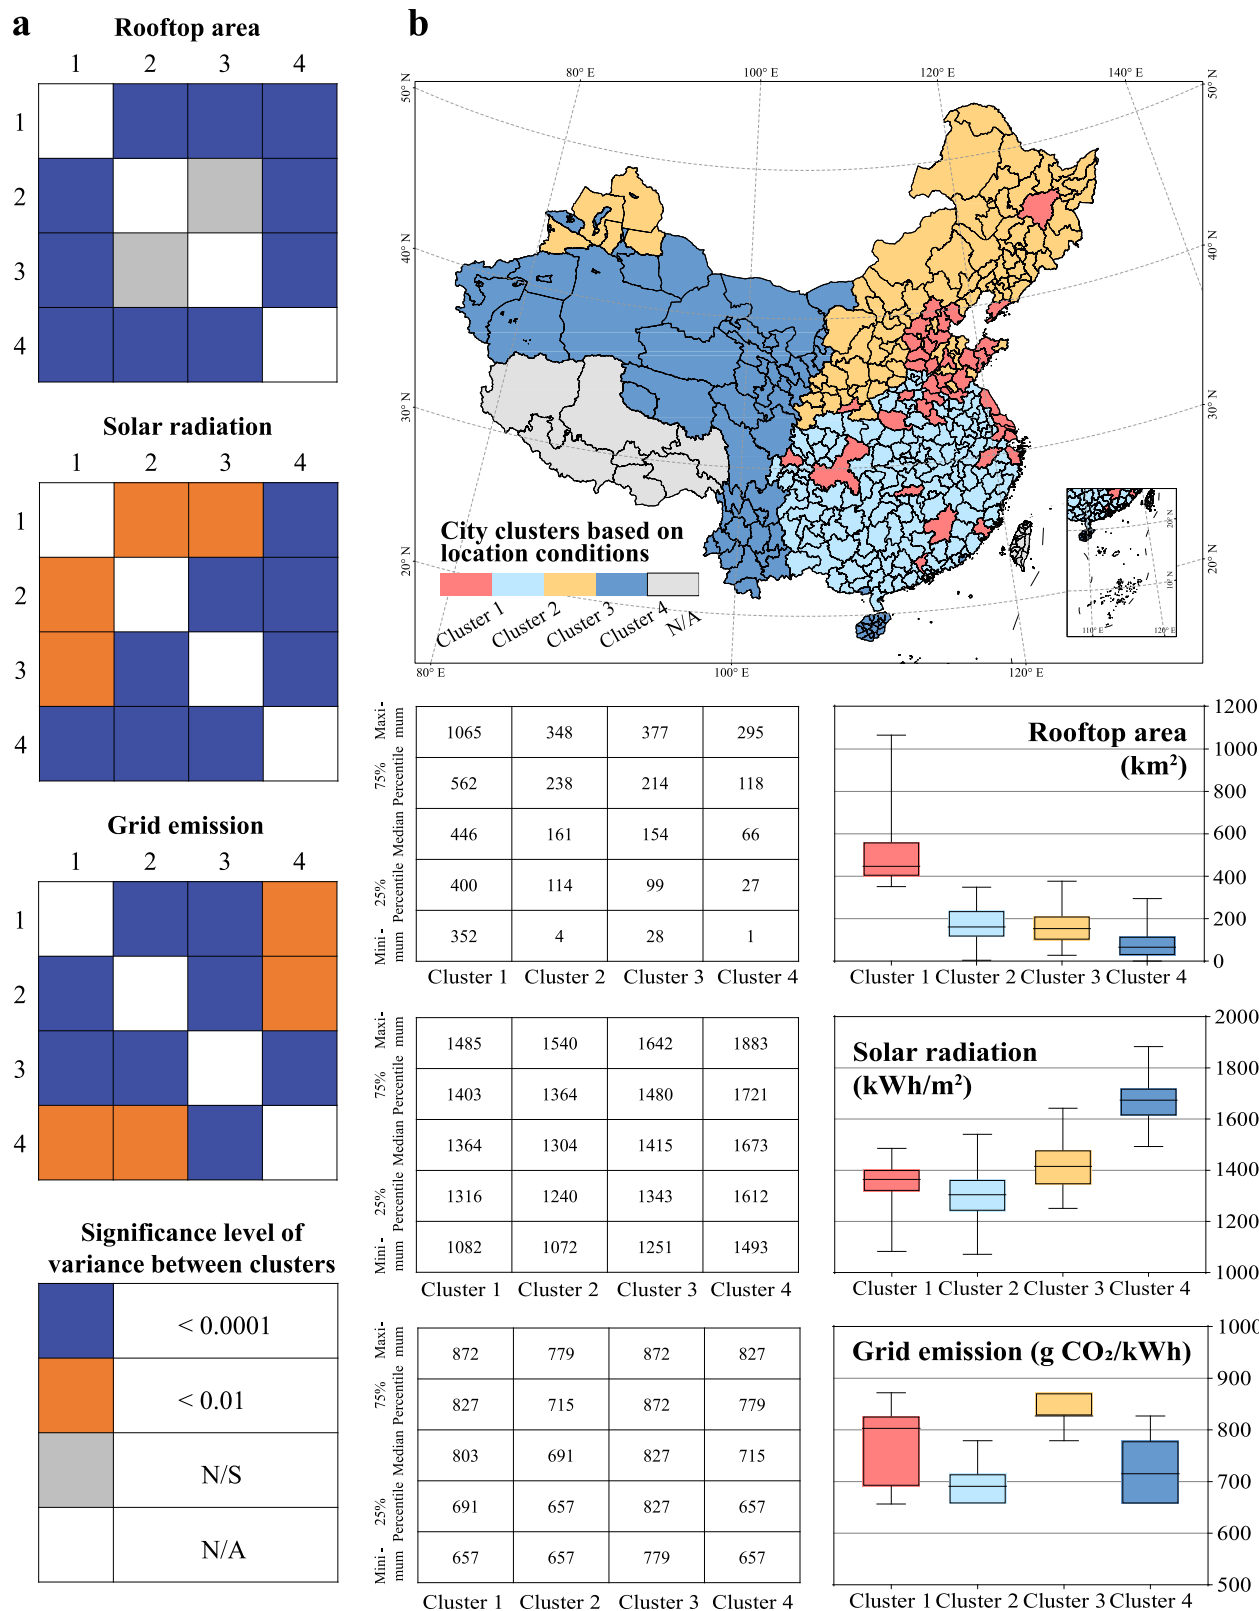 a
Rooftop area
1 2 3 4
1
2
3
4
Solar radiation
1 2 3 4
1
2
3
4
Grid emission
1 2 3 4
1
2
3
4
Significance level of
variance between clusters
< 0.0001
< 0.01
N/S
N/A
b
80° E 100° E 120° E 140° E
50° N 50° N
40° N 40° N
30° N 30° N
20° N 20° N
80° E 100° E 120° E
City clusters based on
location conditions
Cluster 1 Cluster 2 Cluster 3 Cluster 4 N/A
20° N
10° N
110° E 120° E
Maxi-
mum 1065 348 377 295
75%
Percentile 562 238 214 118
Median 446 161 154 66
25%
Percentile 400 114 99 27
Mini-
mum 352 4 28 1
Cluster 1 Cluster 2 Cluster 3 Cluster 4
Rooftop area
(km²)
1200
1000
800
600
400
200
0
Cluster 1 Cluster 2 Cluster 3 Cluster 4
Maxi-
mum 1485 1540 1642 1883
75%
Percentile 1403 1364 1480 1721
Median 1364 1304 1415 1673
25%
Percentile 1316 1240 1343 1612
Mini-
mum 1082 1072 1251 1493
Cluster 1 Cluster 2 Cluster 3 Cluster 4
Solar radiation
(kWh/m²)
2000
1800
1600
1400
1200
1000
Cluster 1 Cluster 2 Cluster 3 Cluster 4
Maxi-
mum 872 779 872 827
75%
Percentile 827 715 872 779
Median 803 691 827 715
25%
Percentile 691 657 827 657
Mini-
mum 657 657 779 657
Cluster 1 Cluster 2 Cluster 3 Cluster 4
Grid emission (g CO₂/kWh)
1000
900
800
700
600
500
Cluster 1 Cluster 2 Cluster 3 Cluster 4